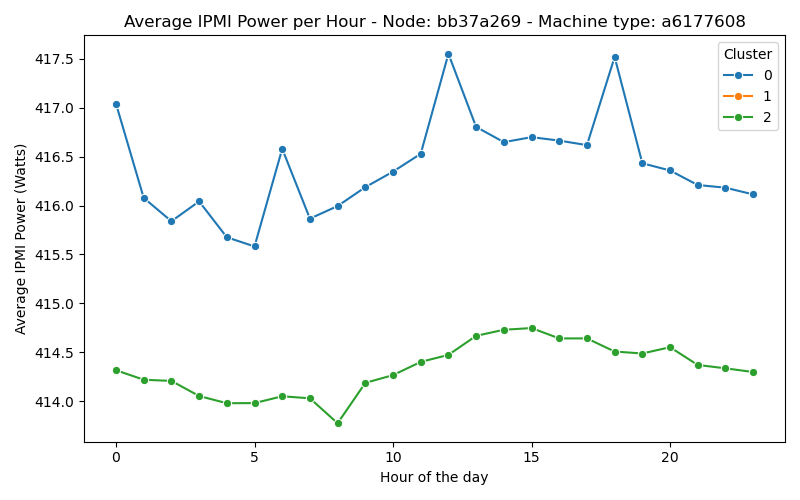 Average IPMI Power per Hour - Node: bb37a269 - Machine type: a6177608
Average IPMI Power (Watts)
417.5
417.0
416.5
416.0
415.5
415.0
414.5
414.0
Cluster
0
1
2
0 5 10 15 20
Hour of the day